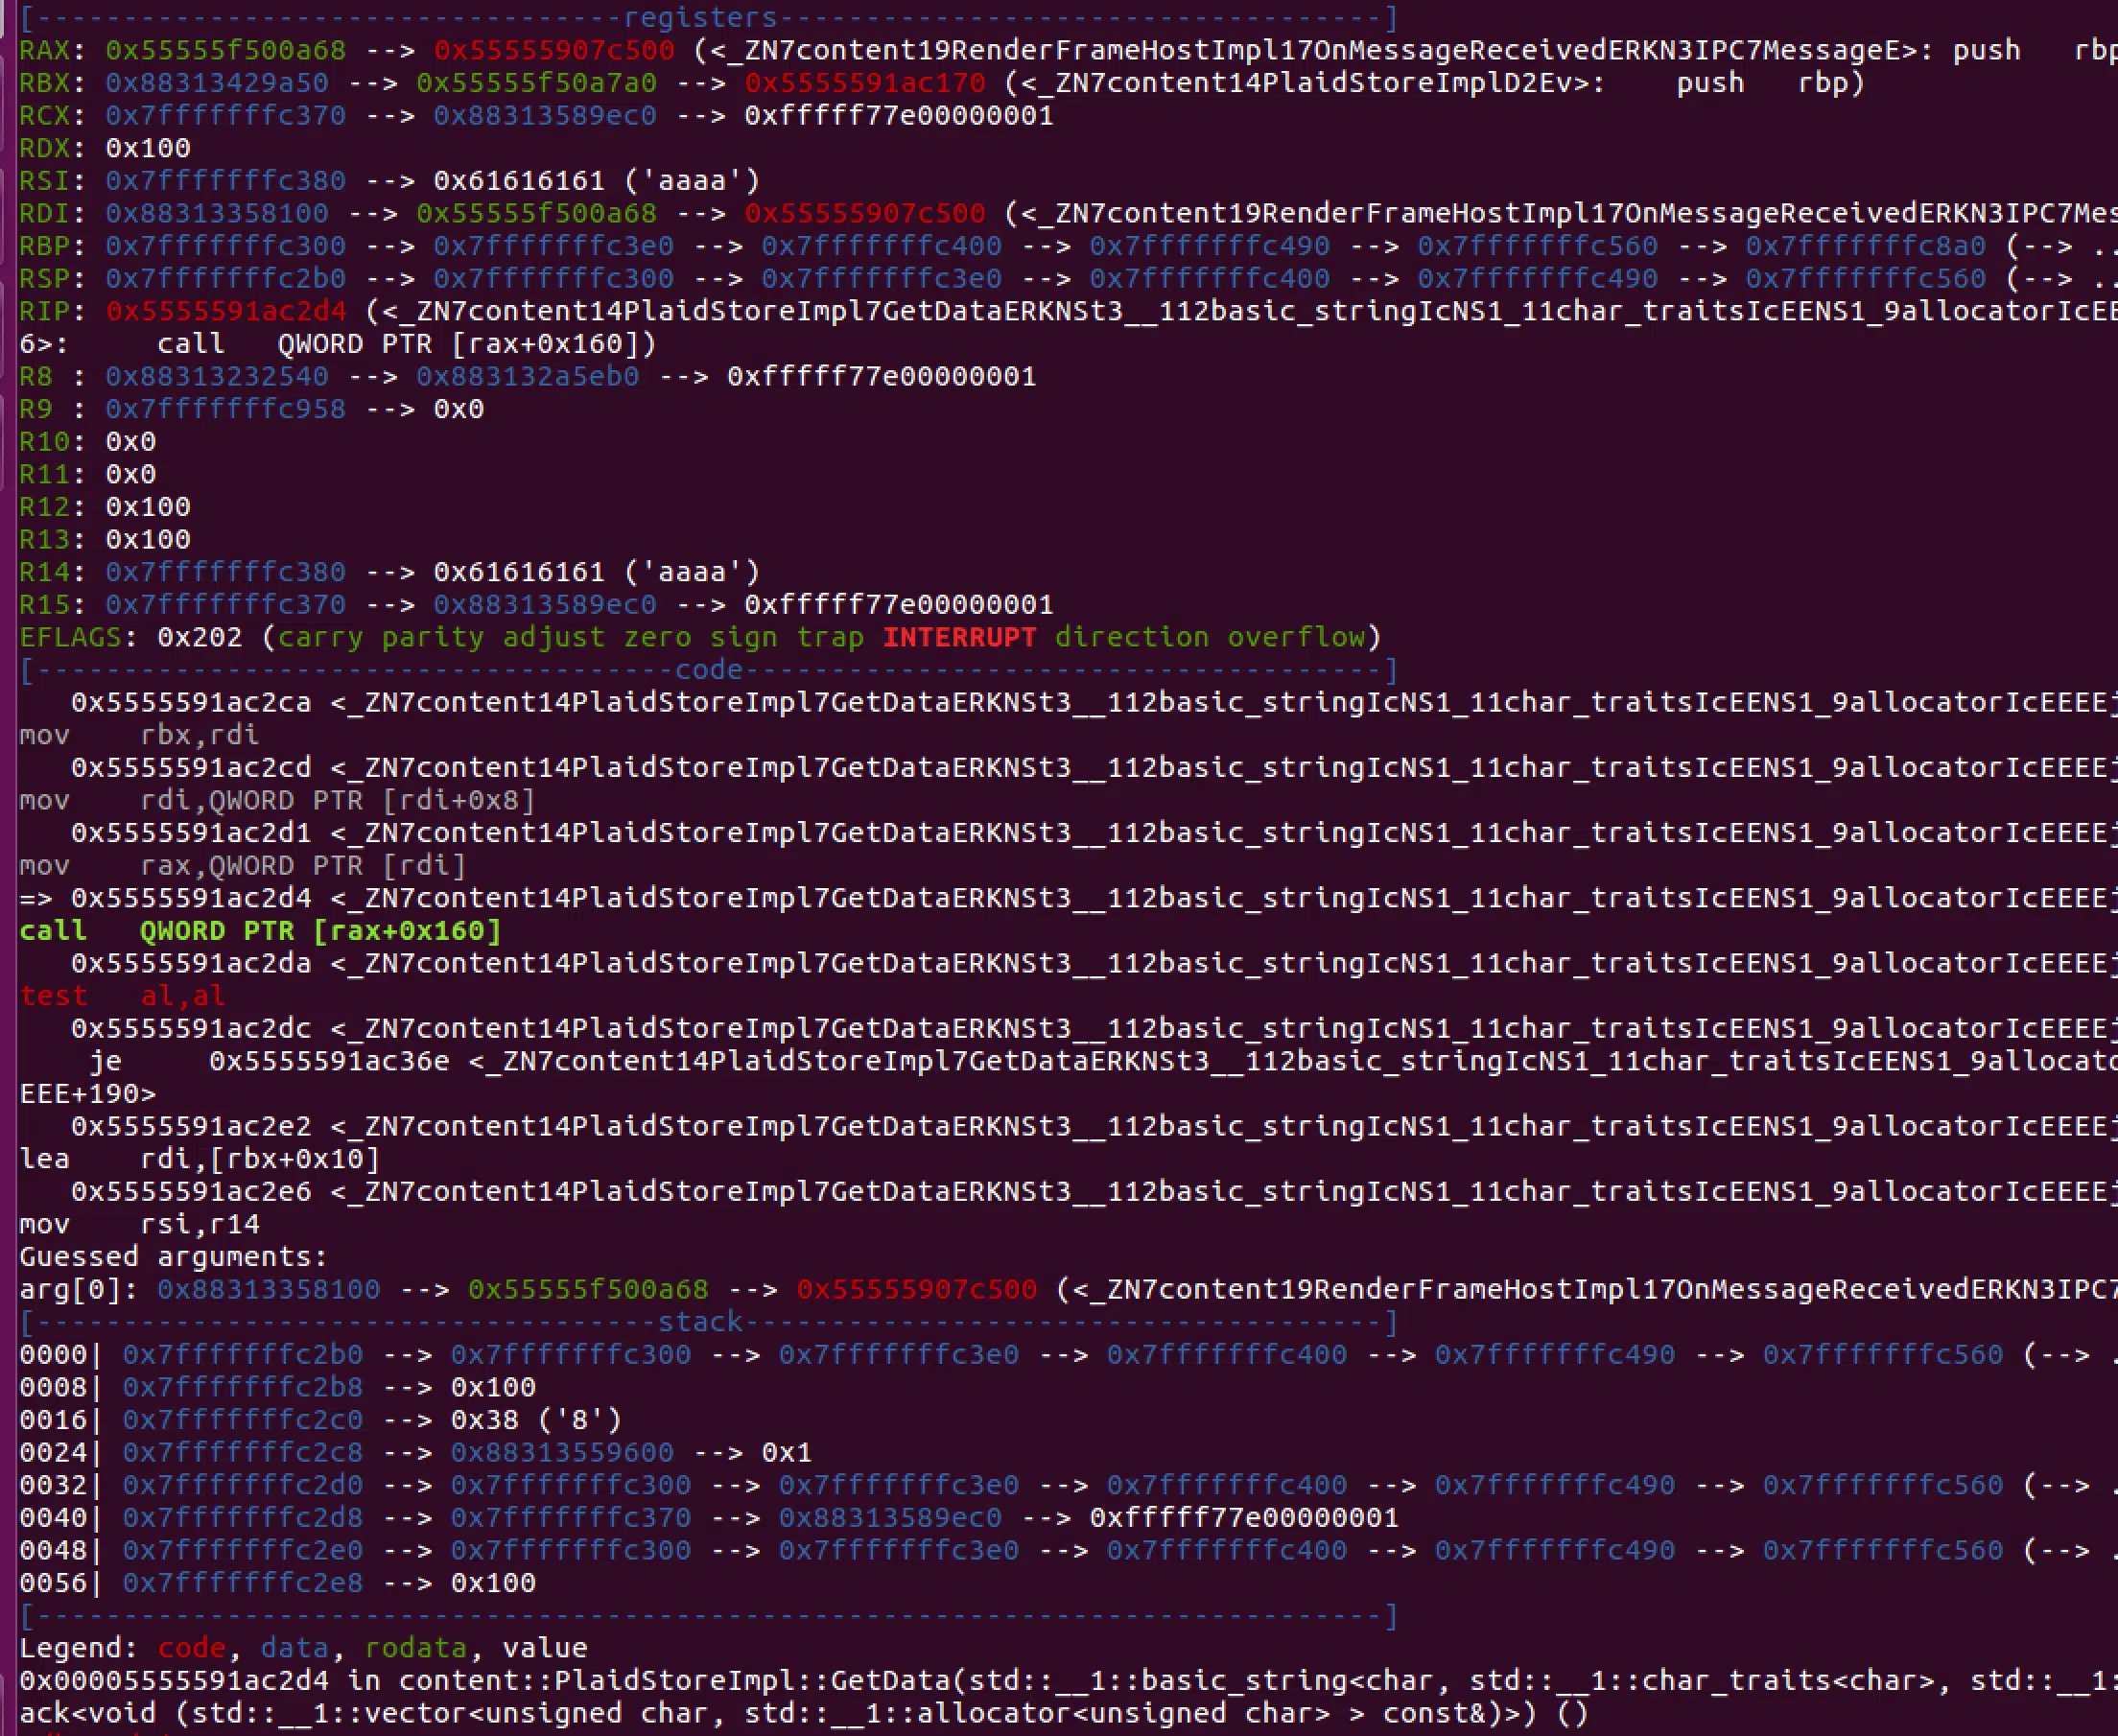 [------------------------------------registers-----------------------------------]
RAX: 0x55555f500a68 --> 0x55555907c500 (<_ZN7content19RenderFrameHostImpl17OnMessageReceivedERKN3IPC7MessageE>: push   rbp
RBX: 0x88313429a50 --> 0x55555f50a7a0 --> 0x5555591ac170 (<_ZN7content14PlaidStoreImplD2Ev>:    push   rbp)
RCX: 0x7fffffffc370 --> 0x88313589ec0 --> 0xfffff77e00000001
RDX: 0x100
RSI: 0x7fffffffc380 --> 0x61616161 ('aaaa')
RDI: 0x88313358100 --> 0x55555f500a68 --> 0x55555907c500 (<_ZN7content19RenderFrameHostImpl17OnMessageReceivedERKN3IPC7Mes
RBP: 0x7fffffffc300 --> 0x7fffffffc3e0 --> 0x7fffffffc400 --> 0x7fffffffc490 --> 0x7fffffffc560 --> 0x7fffffffc8a0 (--> ..
RSP: 0x7fffffffc2b0 --> 0x7fffffffc300 --> 0x7fffffffc3e0 --> 0x7fffffffc400 --> 0x7fffffffc490 --> 0x7fffffffc560 (--> ..
RIP: 0x5555591ac2d4 (<_ZN7content14PlaidStoreImpl7GetDataERKNSt3__112basic_stringIcNS1_11char_traitsIcEENS1_9allocatorIcEE
6>:     call   QWORD PTR [rax+0x160])
R8 : 0x88313232540 --> 0x883132a5eb0 --> 0xfffff77e00000001
R9 : 0x7fffffffc958 --> 0x0
R10: 0x0
R11: 0x0
R12: 0x100
R13: 0x100
R14: 0x7fffffffc380 --> 0x61616161 ('aaaa')
R15: 0x7fffffffc370 --> 0x88313589ec0 --> 0xfffff77e00000001
EFLAGS: 0x202 (carry parity adjust zero sign trap INTERRUPT direction overflow)
[---------------------------------------code-------------------------------------]
   0x5555591ac2ca <_ZN7content14PlaidStoreImpl7GetDataERKNSt3__112basic_stringIcNS1_11char_traitsIcEENS1_9allocatorIcEEEEj
mov    rbx,rdi
   0x5555591ac2cd <_ZN7content14PlaidStoreImpl7GetDataERKNSt3__112basic_stringIcNS1_11char_traitsIcEENS1_9allocatorIcEEEEj
mov    rdi,QWORD PTR [rdi+0x8]
   0x5555591ac2d1 <_ZN7content14PlaidStoreImpl7GetDataERKNSt3__112basic_stringIcNS1_11char_traitsIcEENS1_9allocatorIcEEEEj
mov    rax,QWORD PTR [rdi]
=> 0x5555591ac2d4 <_ZN7content14PlaidStoreImpl7GetDataERKNSt3__112basic_stringIcNS1_11char_traitsIcEENS1_9allocatorIcEEEEj
call   QWORD PTR [rax+0x160]
   0x5555591ac2da <_ZN7content14PlaidStoreImpl7GetDataERKNSt3__112basic_stringIcNS1_11char_traitsIcEENS1_9allocatorIcEEEEj
test   al,al
   0x5555591ac2dc <_ZN7content14PlaidStoreImpl7GetDataERKNSt3__112basic_stringIcNS1_11char_traitsIcEENS1_9allocatorIcEEEEj
    je     0x5555591ac36e <_ZN7content14PlaidStoreImpl7GetDataERKNSt3__112basic_stringIcNS1_11char_traitsIcEENS1_9allocato
EEE+190>
   0x5555591ac2e2 <_ZN7content14PlaidStoreImpl7GetDataERKNSt3__112basic_stringIcNS1_11char_traitsIcEENS1_9allocatorIcEEEEj
lea    rdi,[rbx+0x10]
   0x5555591ac2e6 <_ZN7content14PlaidStoreImpl7GetDataERKNSt3__112basic_stringIcNS1_11char_traitsIcEENS1_9allocatorIcEEEEj
mov    rsi,r14
Guessed arguments:
arg[0]: 0x88313358100 --> 0x55555f500a68 --> 0x55555907c500 (<_ZN7content19RenderFrameHostImpl17OnMessageReceivedERKN3IPC7
[--------------------------------------stack-------------------------------------]
0000| 0x7fffffffc2b0 --> 0x7fffffffc300 --> 0x7fffffffc3e0 --> 0x7fffffffc400 --> 0x7fffffffc490 --> 0x7fffffffc560 (--> .
0008| 0x7fffffffc2b8 --> 0x100
0016| 0x7fffffffc2c0 --> 0x38 ('8')
0024| 0x7fffffffc2c8 --> 0x88313559600 --> 0x1
0032| 0x7fffffffc2d0 --> 0x7fffffffc300 --> 0x7fffffffc3e0 --> 0x7fffffffc400 --> 0x7fffffffc490 --> 0x7fffffffc560 (--> .
0040| 0x7fffffffc2d8 --> 0x7fffffffc370 --> 0x88313589ec0 --> 0xfffff77e00000001
0048| 0x7fffffffc2e0 --> 0x7fffffffc300 --> 0x7fffffffc3e0 --> 0x7fffffffc400 --> 0x7fffffffc490 --> 0x7fffffffc560 (--> .
0056| 0x7fffffffc2e8 --> 0x100
[------------------------------------------------------------------------------]
Legend: code, data, rodata, value
0x00005555591ac2d4 in content::PlaidStoreImpl::GetData(std::__1::basic_string<char, std::__1::char_traits<char>, std::__1:
ack<void (std::__1::vector<unsigned char, std::__1::allocator<unsigned char> > const&)>) ()